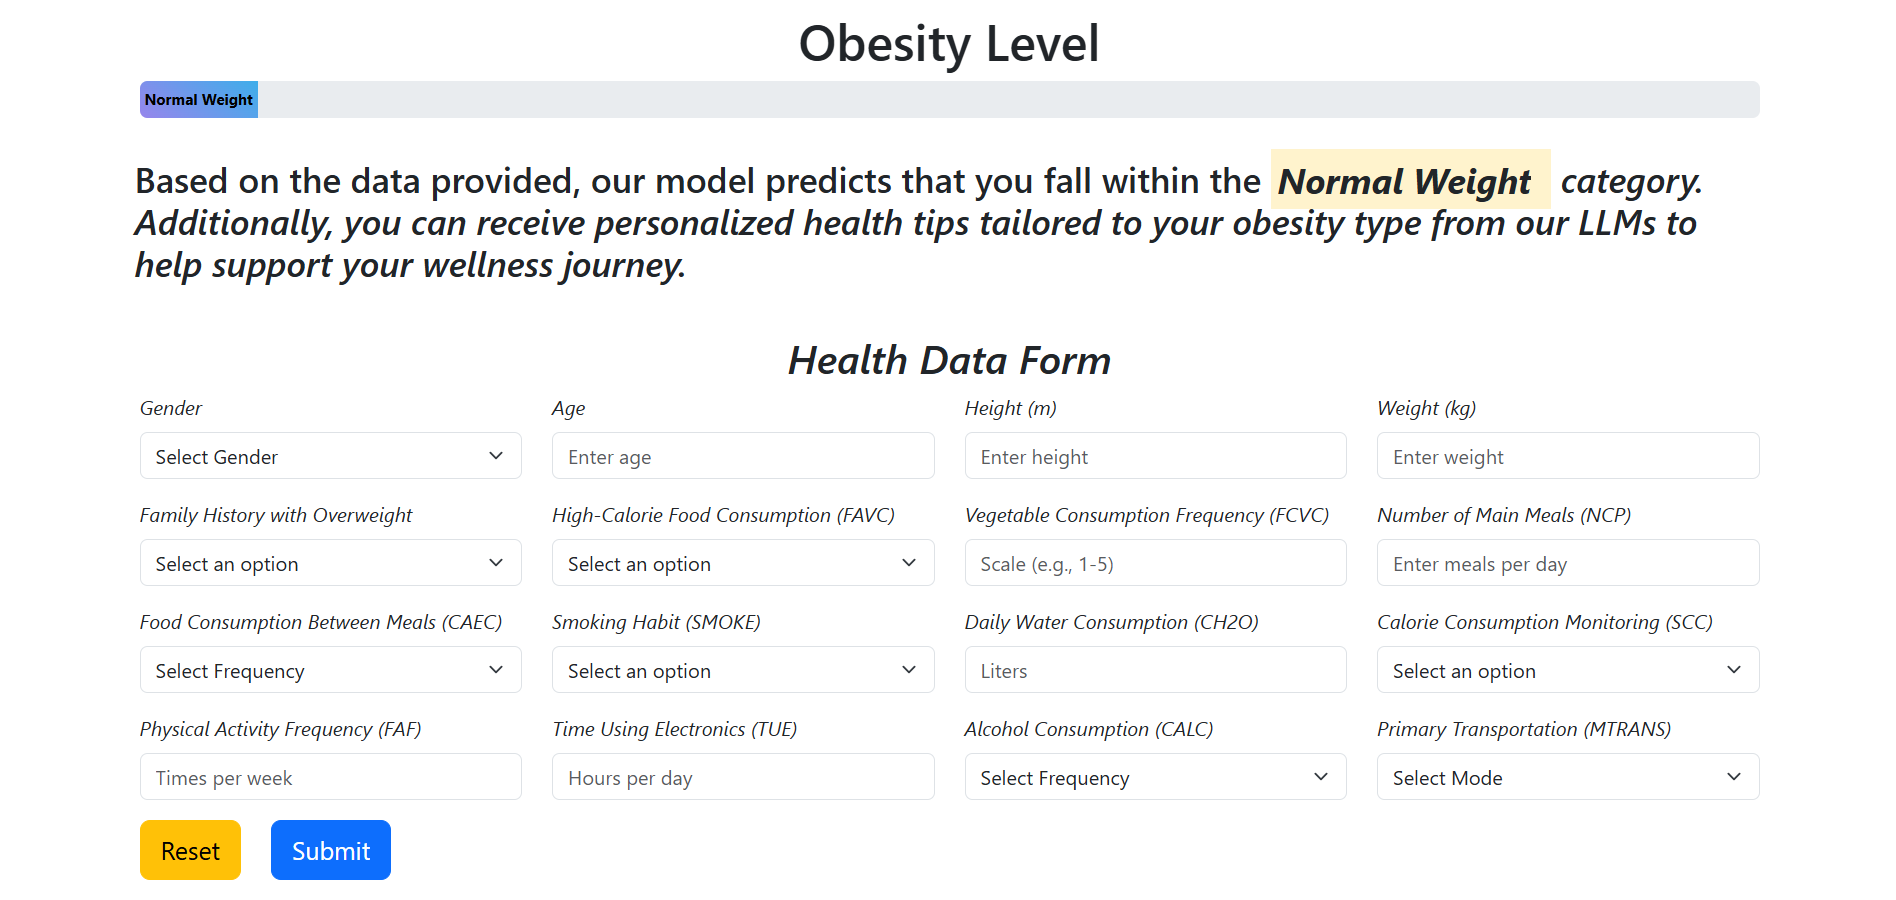 Obesity Level
Normal Weight
Based on the data provided, our model predicts that you fall within the Normal Weight category.
Additionally, you can receive personalized health tips tailored to your obesity type from our LLMs to
help support your wellness journey.
Health Data Form
Gender Age Height (m) Weight (kg)
Select Gender Enter age Enter height Enter weight
Family History with Overweight High-Calorie Food Consumption (FAVC) Vegetable Consumption Frequency (FCVC) Number of Main Meals (NCP)
Select an option Select an option Scale (e.g., 1-5) Enter meals per day
Food Consumption Between Meals (CAEC) Smoking Habit (SMOKE) Daily Water Consumption (CH2O) Calorie Consumption Monitoring (SCC)
Select Frequency Select an option Liters Select an option
Physical Activity Frequency (FAF) Time Using Electronics (TUE) Alcohol Consumption (CALC) Primary Transportation (MTRANS)
Times per week Hours per day Select Frequency Select Mode
Reset Submit